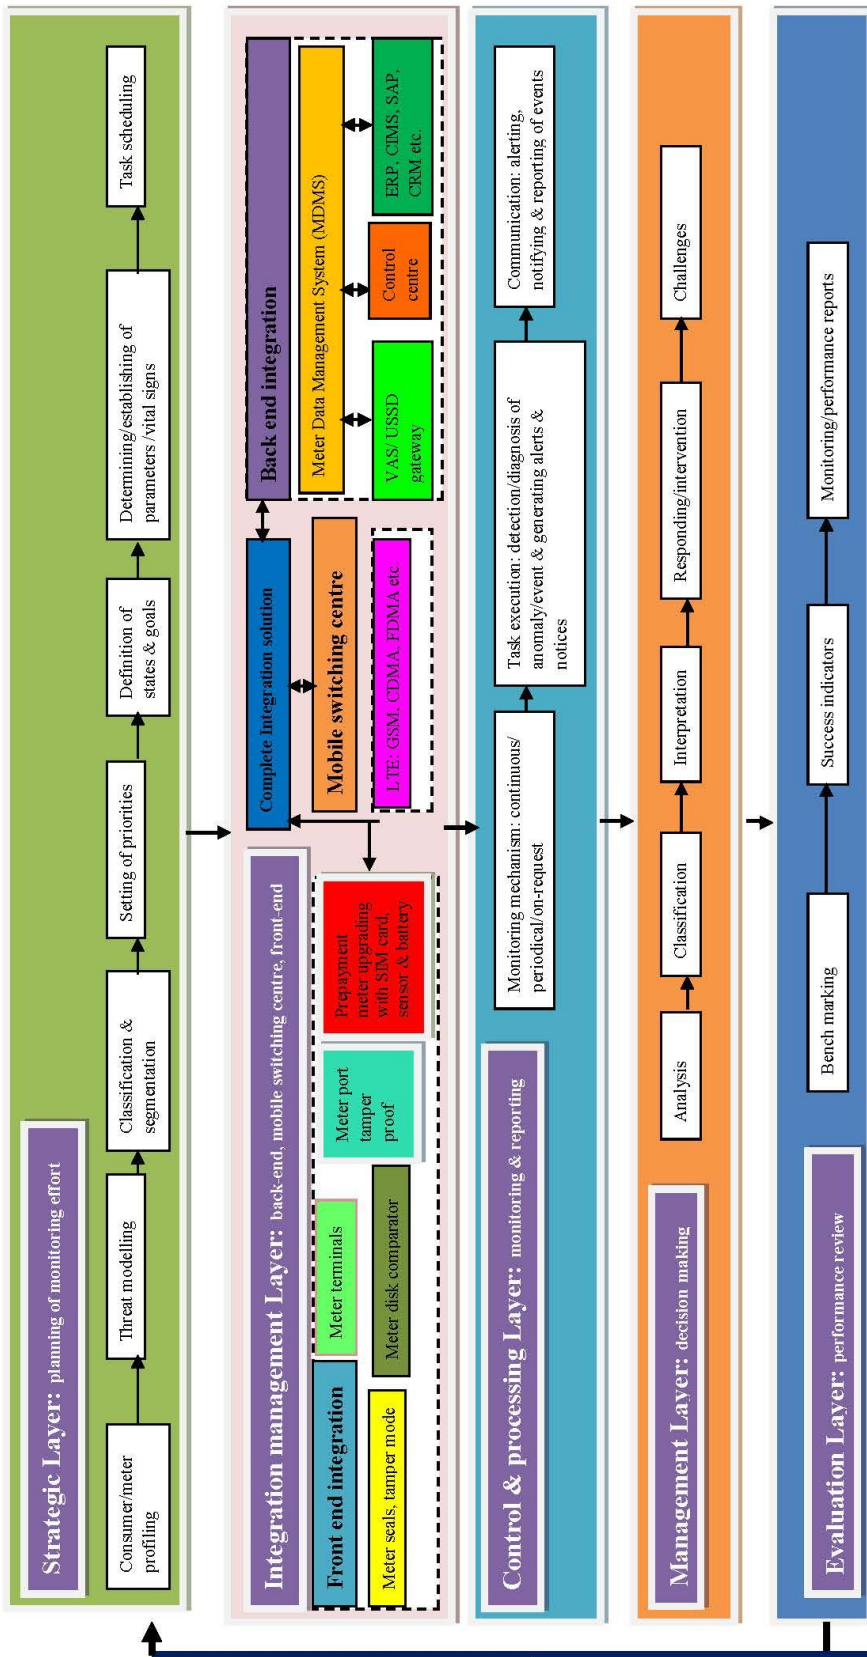 Strategic Layer: planning of monitoring effort
Consumer/meter
profiling
Threat modelling
Classification &
segmentation
Setting of priorities
Definition of
states & goals
Determining/establishing of
parameters /vital signs
Task scheduling
Integration management Layer: back-end, mobile switching centre, front-end
Front end integration
Meter terminals
Meter seals, tamper mode
Meter disk comparator
Meter port
tamper
proof
Prepayment
meter upgrading
with SIM card,
sensor & battery
Complete Integration solution
Mobile switching centre
LTE: GSM, CDMA, FDMA etc
Back end integration
Meter Data Management System (MDMS)
VAS/ USSD
gateway
Control
centre
ERP, CIMS, SAP,
CRM etc.
Control & processing Layer: monitoring & reporting
Monitoring mechanism: continuous/
periodical/on-request
Task execution: detection/diagnosis of
anomaly/event & generating alerts &
notices
Communication: alerting,
notifying & reporting of events
Management Layer: decision making
Analysis
Classification
Interpretation
Responding/intervention
Challenges
Evaluation Layer: performance review
Bench marking
Success indicators
Monitoring/performance reports